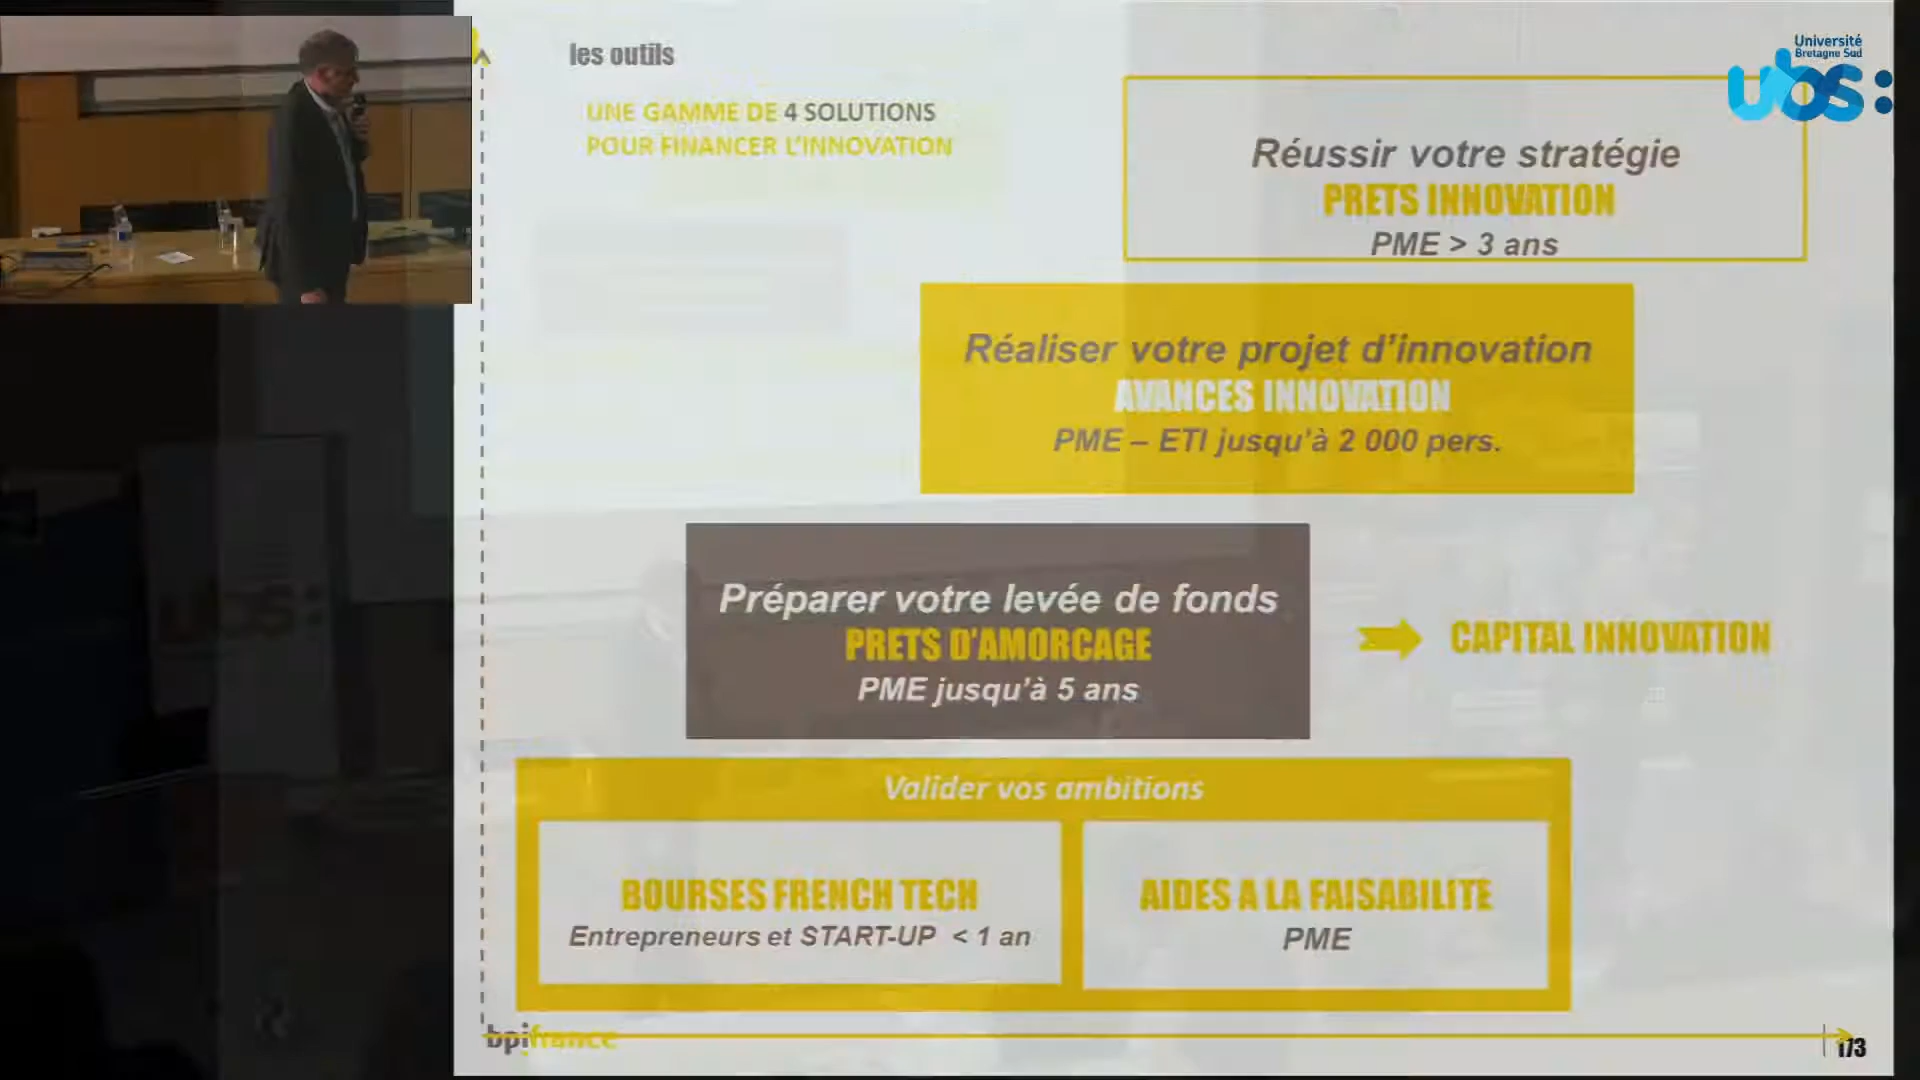 les outils
UNE GAMME DE 4 SOLUTIONS
POUR FINANCER L'INNOVATION
Université
Bretagne Sud
ubs:
Réussir votre stratégie
PRETS INNOVATION
PME > 3 ans
Réaliser votre projet d'innovation
AVANCES INNOVATION
PME – ETI jusqu'à 2 000 pers.
Préparer votre levée de fonds
PRETS D'AMORCAGE
PME jusqu'à 5 ans
CAPITAL INNOVATION
Valider vos ambitions
BOURSES FRENCH TECH
Entrepreneurs et START-UP < 1 an
AIDES A LA FAISABILITE
PME
ubs:
bpifrance